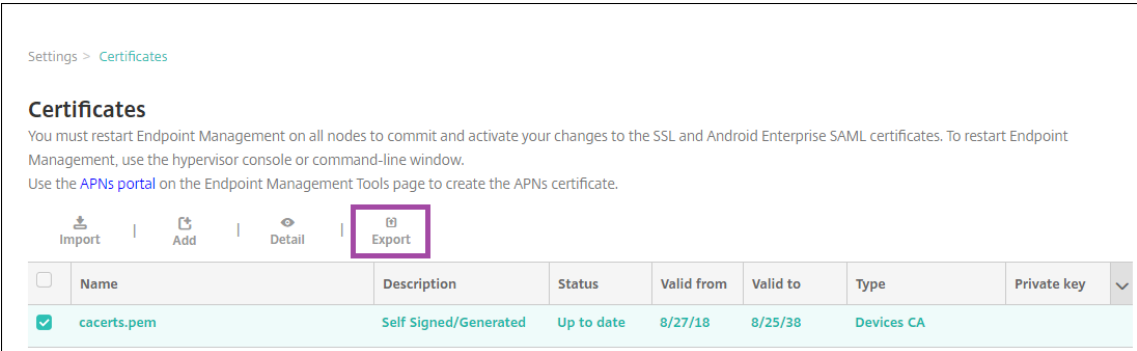 Settings > Certificates
Certificates
You must restart Endpoint Management on all nodes to commit and activate your changes to the SSL and Android Enterprise SAML certificates. To restart Endpoint
Management, use the hypervisor console or command-line window.
Use the APNs portal on the Endpoint Management Tools page to create the APNs certificate.
Import | Add | Detail | Export
Name Description Status Valid from Valid to Type Private key
cacerts.pem Self Signed/Generated Up to date 8/27/18 8/25/38 Devices CA